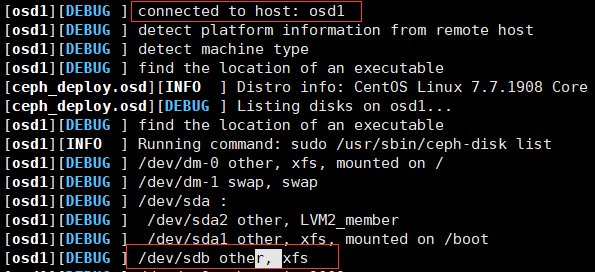 [osd1][DEBUG ] connected to host: osd1
[osd1][DEBUG ] detect platform information from remote host
[osd1][DEBUG ] detect machine type
[osd1][DEBUG ] find the location of an executable
[ceph_deploy.osd][INFO  ] Distro info: CentOS Linux 7.7.1908 Core
[ceph_deploy.osd][DEBUG ] Listing disks on osd1...
[osd1][DEBUG ] find the location of an executable
[osd1][INFO  ] Running command: sudo /usr/sbin/ceph-disk list
[osd1][DEBUG ] /dev/dm-0 other, xfs, mounted on /
[osd1][DEBUG ] /dev/dm-1 swap, swap
[osd1][DEBUG ] /dev/sda :
[osd1][DEBUG ]  /dev/sda2 other, LVM2_member
[osd1][DEBUG ]  /dev/sda1 other, xfs, mounted on /boot
[osd1][DEBUG ] /dev/sdb other, xfs